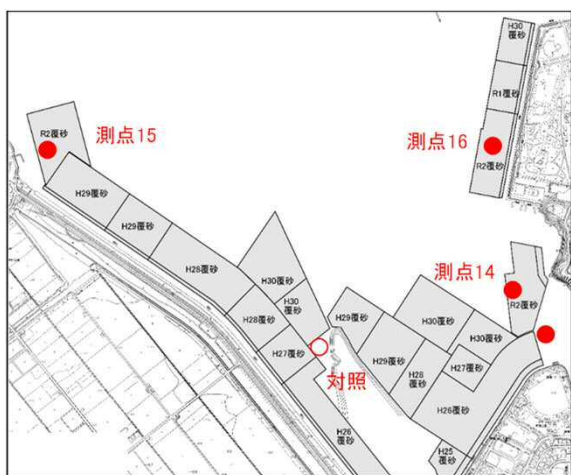 H30
覆砂
R1覆砂
測点16
R2覆砂
R2覆砂
測点15
H29覆砂
H29覆砂
H28覆砂
H30覆砂
H30
覆砂
H28覆砂
H27覆砂
対照
H26
覆砂
測点14
R2覆砂
H29覆砂
H30覆砂
H30覆砂
H29覆砂
H28
覆砂
H27覆砂
H26覆砂
H25
覆砂